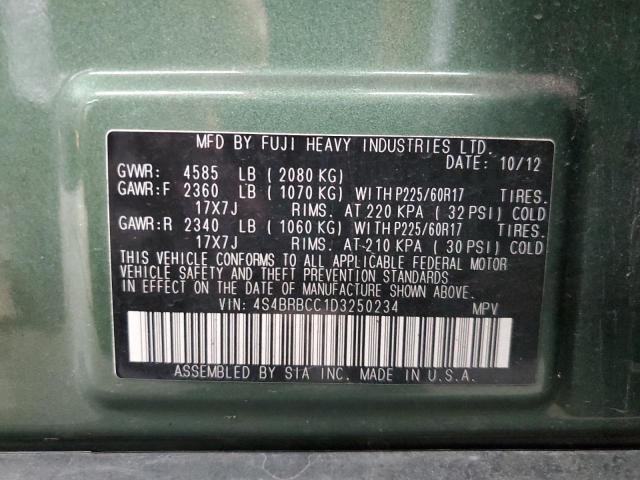 MFD BY FUJI HEAVY INDUSTRIES LTD.
DATE: 10/12
GVWR: 4585 LB ( 2080 KG)
GAWR:F 2360 LB ( 1070 KG) WITH P225/60R17 TIRES.
17X7J RIMS. AT 220 KPA ( 32 PSI) COLD
GAWR:R 2340 LB ( 1060 KG) WITH P225/60R17 TIRES.
17X7J RIMS. AT 210 KPA ( 30 PSI) COLD
THIS VEHICLE CONFORMS TO ALL APPLICABLE FEDERAL MOTOR
VEHICLE SAFETY AND THEFT PREVENTION STANDARDS
IN EFFECT ON THE DATE OF MANUFACTURE SHOWN ABOVE.
VIN: 4S4BRBCC1D3250234 MPV
ASSEMBLED BY SIA INC. MADE IN U.S.A.